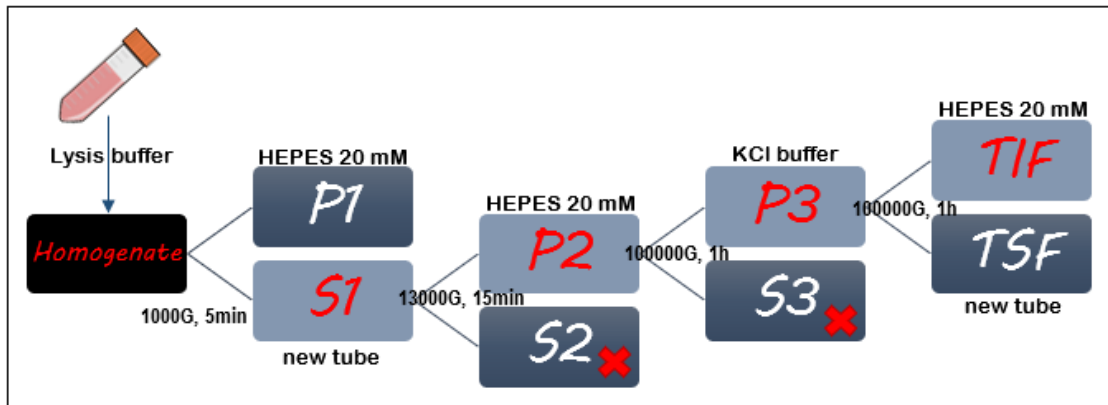 Lysis buffer
Homogenate
1000G, 5min
HEPES 20 mM
P1
S1
new tube
13000G, 15min
HEPES 20 mM
P2
S2
100000G, 1h
KCl buffer
P3
S3
100000G, 1h
HEPES 20 mM
TIF
TSF
new tube